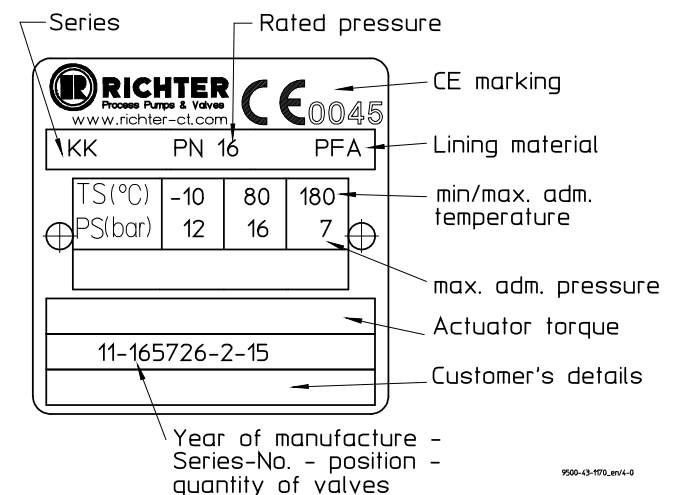 Series
Rated pressure
RICHTER
Process Pumps & Valves
www.richter-ct.com
CE 0045
CE marking
KK PN 16 PFA
Lining material
TS(°C) -10 80 180
PS(bar) 12 16 7
min/max. adm.
temperature
max. adm. pressure
Actuator torque
11-165726-2-15
Customer's details
Year of manufacture -
Series-No. - position -
quantity of valves
9500-43-1170_en/4-0